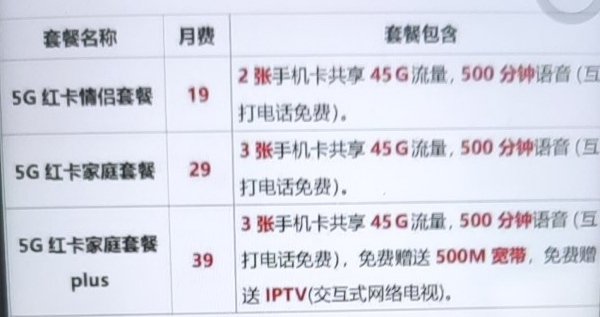 套餐名称 月费 套餐包含
5G 红卡情侣套餐 19 2 张手机卡共享 45G 流量, 500 分钟语音 (互
打电话免费)。
5G 红卡家庭套餐 29 3 张手机卡共享 45G 流量, 500 分钟语音 (互
打电话免费)。
5G 红卡家庭套餐
plus
39
3 张手机卡共享 45G 流量, 500 分钟语音 (互
打电话免费), 免费赠送 500M 宽带, 免费赠
送 IPTV(交互式网络电视)。